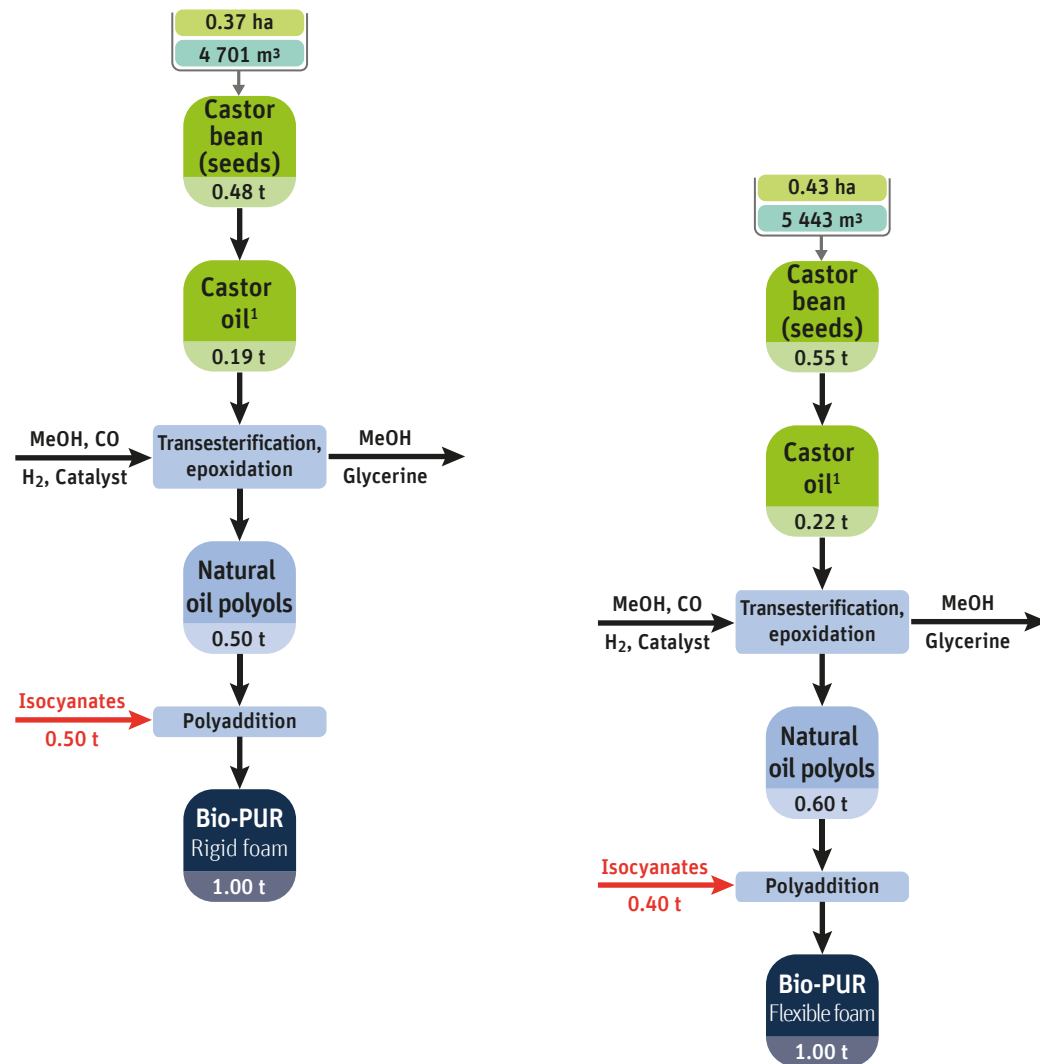 0.37 ha
4 701 m³
Castor
bean
(seeds)
0.48 t
Castor
oil¹
0.19 t
MeOH, CO
H₂, Catalyst
Transesterification,
epoxidation
MeOH
Glycerine
Natural
oil polyols
0.50 t
Isocyanates
0.50 t
Polyaddition
Bio-PUR
Rigid foam
1.00 t
0.43 ha
5 443 m³
Castor
bean
(seeds)
0.55 t
Castor
oil¹
0.22 t
MeOH, CO
H₂, Catalyst
Transesterification,
epoxidation
MeOH
Glycerine
Natural
oil polyols
0.60 t
Isocyanates
0.40 t
Polyaddition
Bio-PUR
Flexible foam
1.00 t